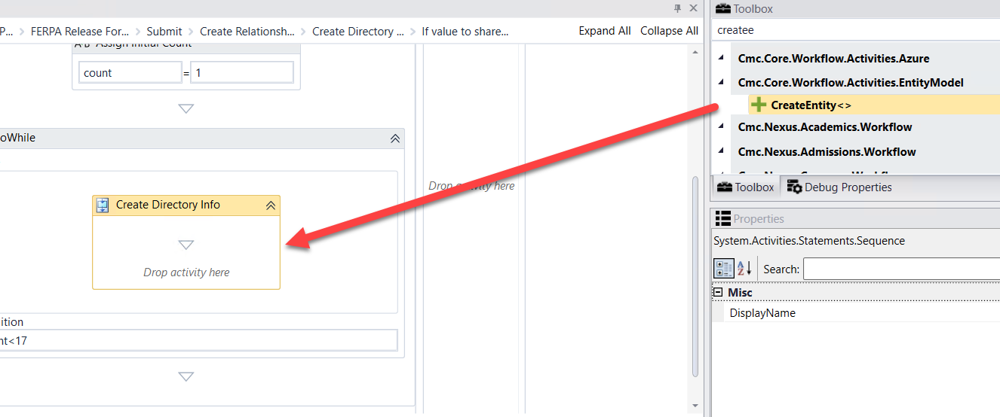 P... > FERPA Release For... > Submit > Create Relationsh... > Create Directory ... > If value to share... Expand All Collapse All
A·B Assign Initial Count
count = 1
oWhile
Create Directory Info
Drop activity here
ition
nt<17
Drop activity here
Toolbox
createe
Cmc.Core.Workflow.Activities.Azure
Cmc.Core.Workflow.Activities.EntityModel
CreateEntity<>
Cmc.Nexus.Academics.Workflow
Cmc.Nexus.Admissions.Workflow
Toolbox Debug Properties
Properties
System.Activities.Statements.Sequence
A Z Search:
Misc
DisplayName